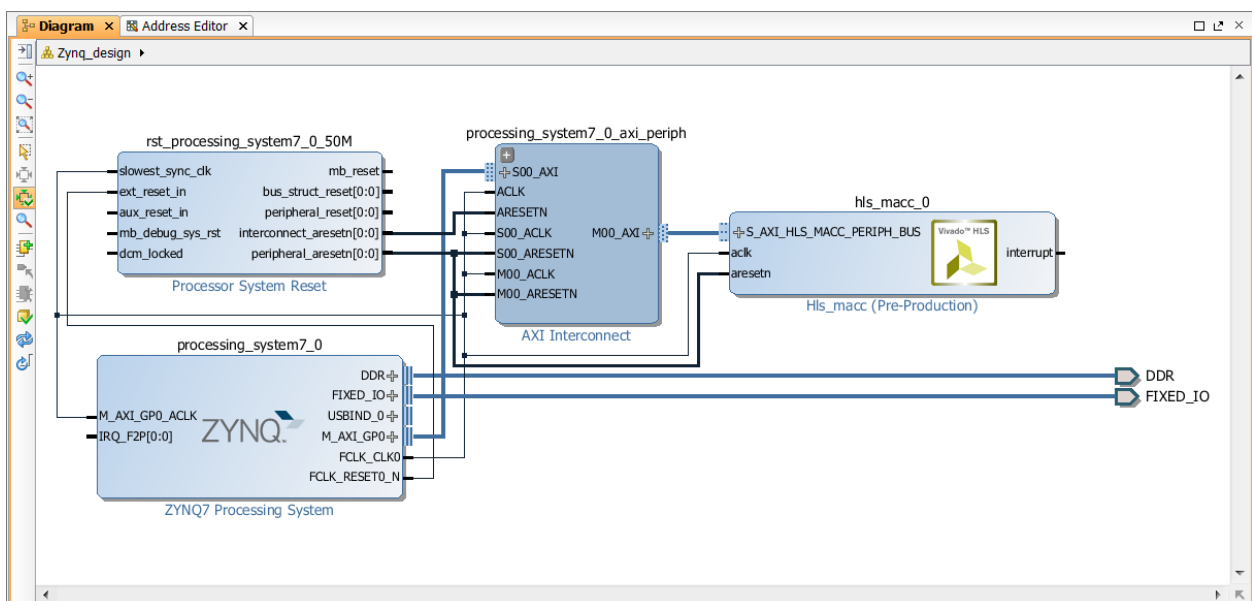 Diagram
Address Editor
Zynq_design
rst_processing_system7_0_50M
slowest_sync_clk
ext_reset_in
aux_reset_in
mb_debug_sys_rst
dcm_locked
mb_reset
bus_struct_reset[0:0]
peripheral_reset[0:0]
interconnect_aresetn[0:0]
peripheral_aresetn[0:0]
Processor System Reset
processing_system7_0_axi_periph
S00_AXI
ACLK
ARESETN
S00_ACLK
S00_ARESETN
M00_ACLK
M00_ARESETN
M00_AXI
AXI Interconnect
hls_macc_0
S_AXI_HLS_MACC_PERIPH_BUS
aclk
aresetn
Vivado™ HLS
interrupt
Hls_macc (Pre-Production)
processing_system7_0
M_AXI_GP0_ACLK
IRQ_F2P[0:0]
ZYNQ
DDR
FIXED_IO
USBIND_0
M_AXI_GP0
FCLK_CLK0
FCLK_RESET0_N
ZYNQ7 Processing System
DDR
FIXED_IO